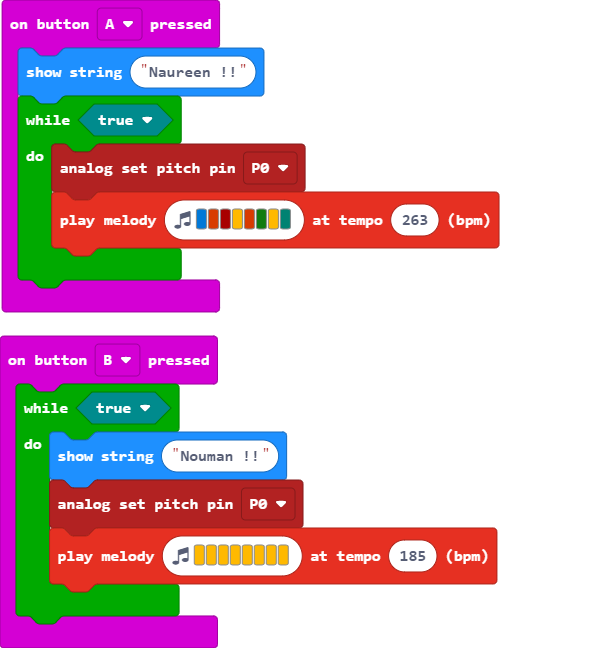 on button A pressed
show string "Naureen !!"
while true
do
analog set pitch pin P0
play melody at tempo 263 (bpm)
on button B pressed
while true
do
show string "Nouman !!"
analog set pitch pin P0
play melody at tempo 185 (bpm)